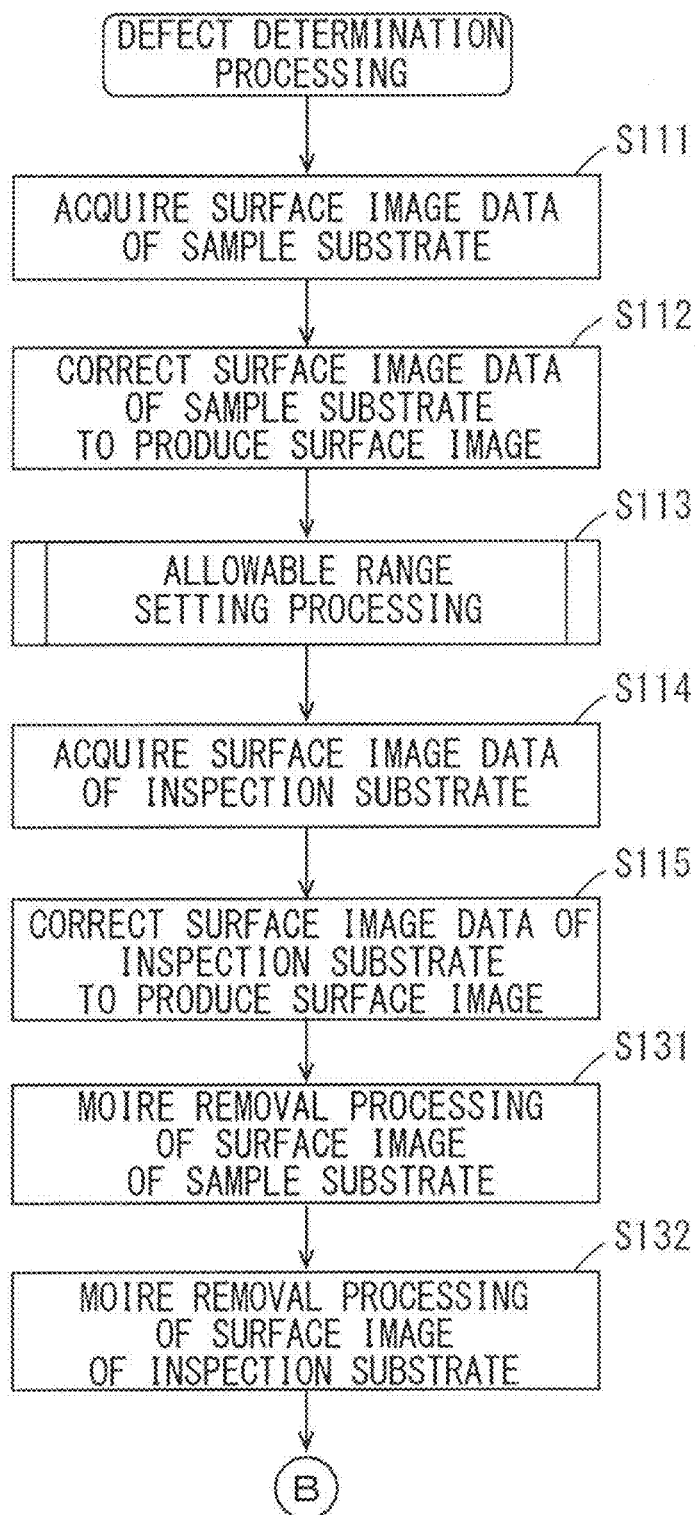 DEFECT DETERMINATION
PROCESSING
S111
ACQUIRE SURFACE IMAGE DATA
OF SAMPLE SUBSTRATE
S112
CORRECT SURFACE IMAGE DATA
OF SAMPLE SUBSTRATE
TO PRODUCE SURFACE IMAGE
S113
ALLOWABLE RANGE
SETTING PROCESSING
S114
ACQUIRE SURFACE IMAGE DATA
OF INSPECTION SUBSTRATE
S115
CORRECT SURFACE IMAGE DATA OF
INSPECTION SUBSTRATE
TO PRODUCE SURFACE IMAGE
S131
MOIRE REMOVAL PROCESSING
OF SURFACE IMAGE
OF SAMPLE SUBSTRATE
S132
MOIRE REMOVAL PROCESSING
OF SURFACE IMAGE
OF INSPECTION SUBSTRATE
B